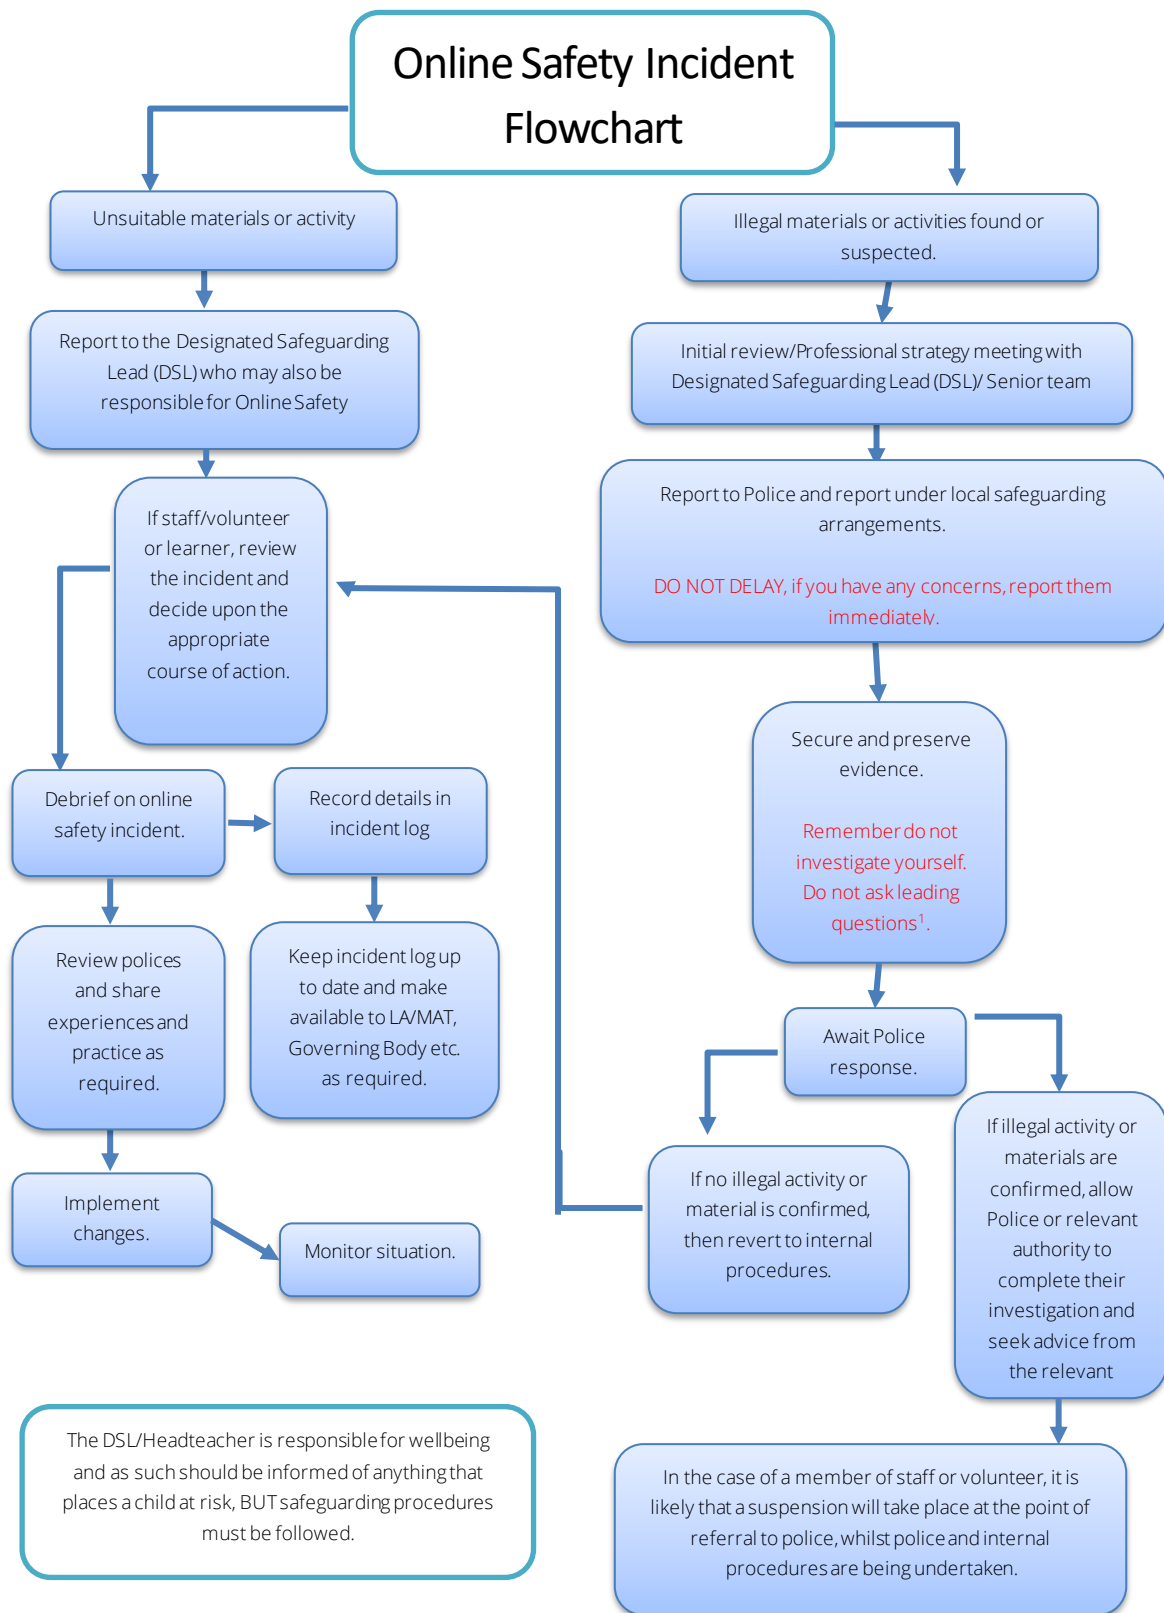 Online Safety Incident
Flowchart
Unsuitable materials or activity
Report to the Designated Safeguarding
Lead (DSL) who may also be
responsible for Online Safety
If staff/volunteer
or learner, review
the incident and
decide upon the
appropriate
course of action.
Debrief on online
safety incident.
Record details in
incident log
Review polices
and share
experiences and
practice as
required.
Keep incident log up
to date and make
available to LA/MAT,
Governing Body etc.
as required.
Implement
changes.
Monitor situation.
Illegal materials or activities found or
suspected.
Initial review/Professional strategy meeting with
Designated Safeguarding Lead (DSL)/ Senior team
Report to Police and report under local safeguarding
arrangements.
DO NOT DELAY, if you have any concerns, report them
immediately.
Secure and preserve
evidence.
Remember do not
investigate yourself.
Do not ask leading
questions¹.
Await Police
response.
If no illegal activity or
material is confirmed,
then revert to internal
procedures.
If illegal activity or
materials are
confirmed, allow
Police or relevant
authority to
complete their
investigation and
seek advice from
the relevant
In the case of a member of staff or volunteer, it is
likely that a suspension will take place at the point of
referral to police, whilst police and internal
procedures are being undertaken.
The DSL/Headteacher is responsible for wellbeing
and as such should be informed of anything that
places a child at risk, BUT safeguarding procedures
must be followed.